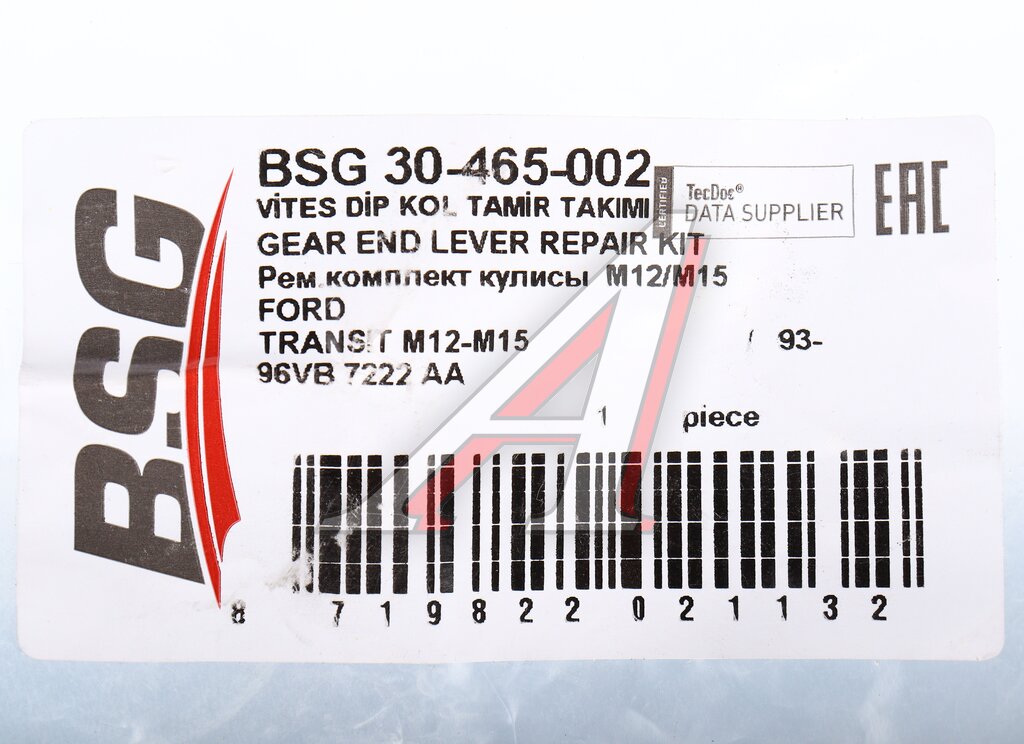 BSG
BSG 30-465-002
VİTES DİP KOL TAMİR TAKIMI
GEAR END LEVER REPAIR KIT
Рем.комплект кулисы M12/M15
FORD
TRANSIT M12-M15 / 93-
96VB 7222 AA
1 piece
8 719822 021132
CERTIFIED
TecDoc®
DATA SUPPLIER
EAC